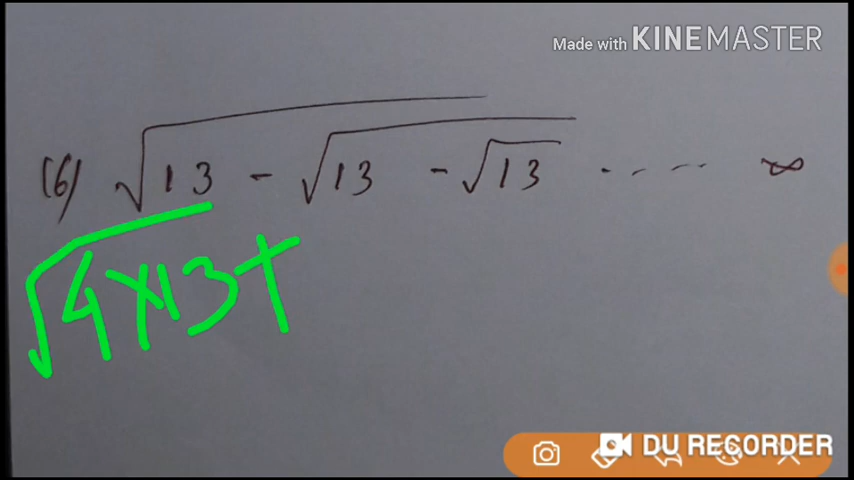 Made with KINEMASTER
(6) √13 - √13 - √13 ..... ∞
√4×13+
DU RECORDER